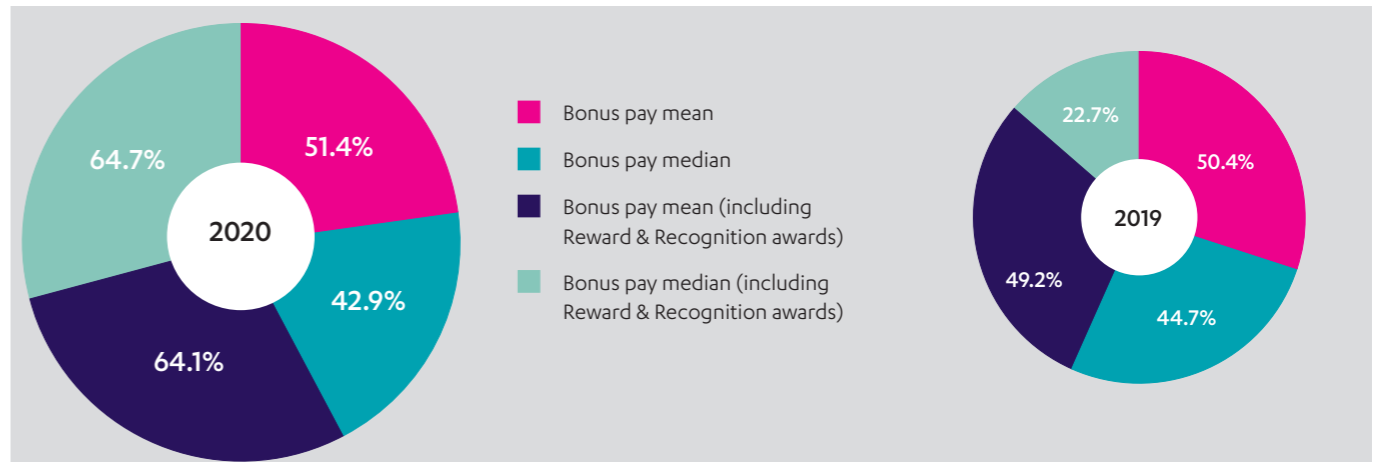 64.7%
51.4%
2020
42.9%
64.1%
Bonus pay mean
Bonus pay median
Bonus pay mean (including
Reward & Recognition awards)
Bonus pay median (including
Reward & Recognition awards)
22.7%
50.4%
2019
49.2%
44.7%